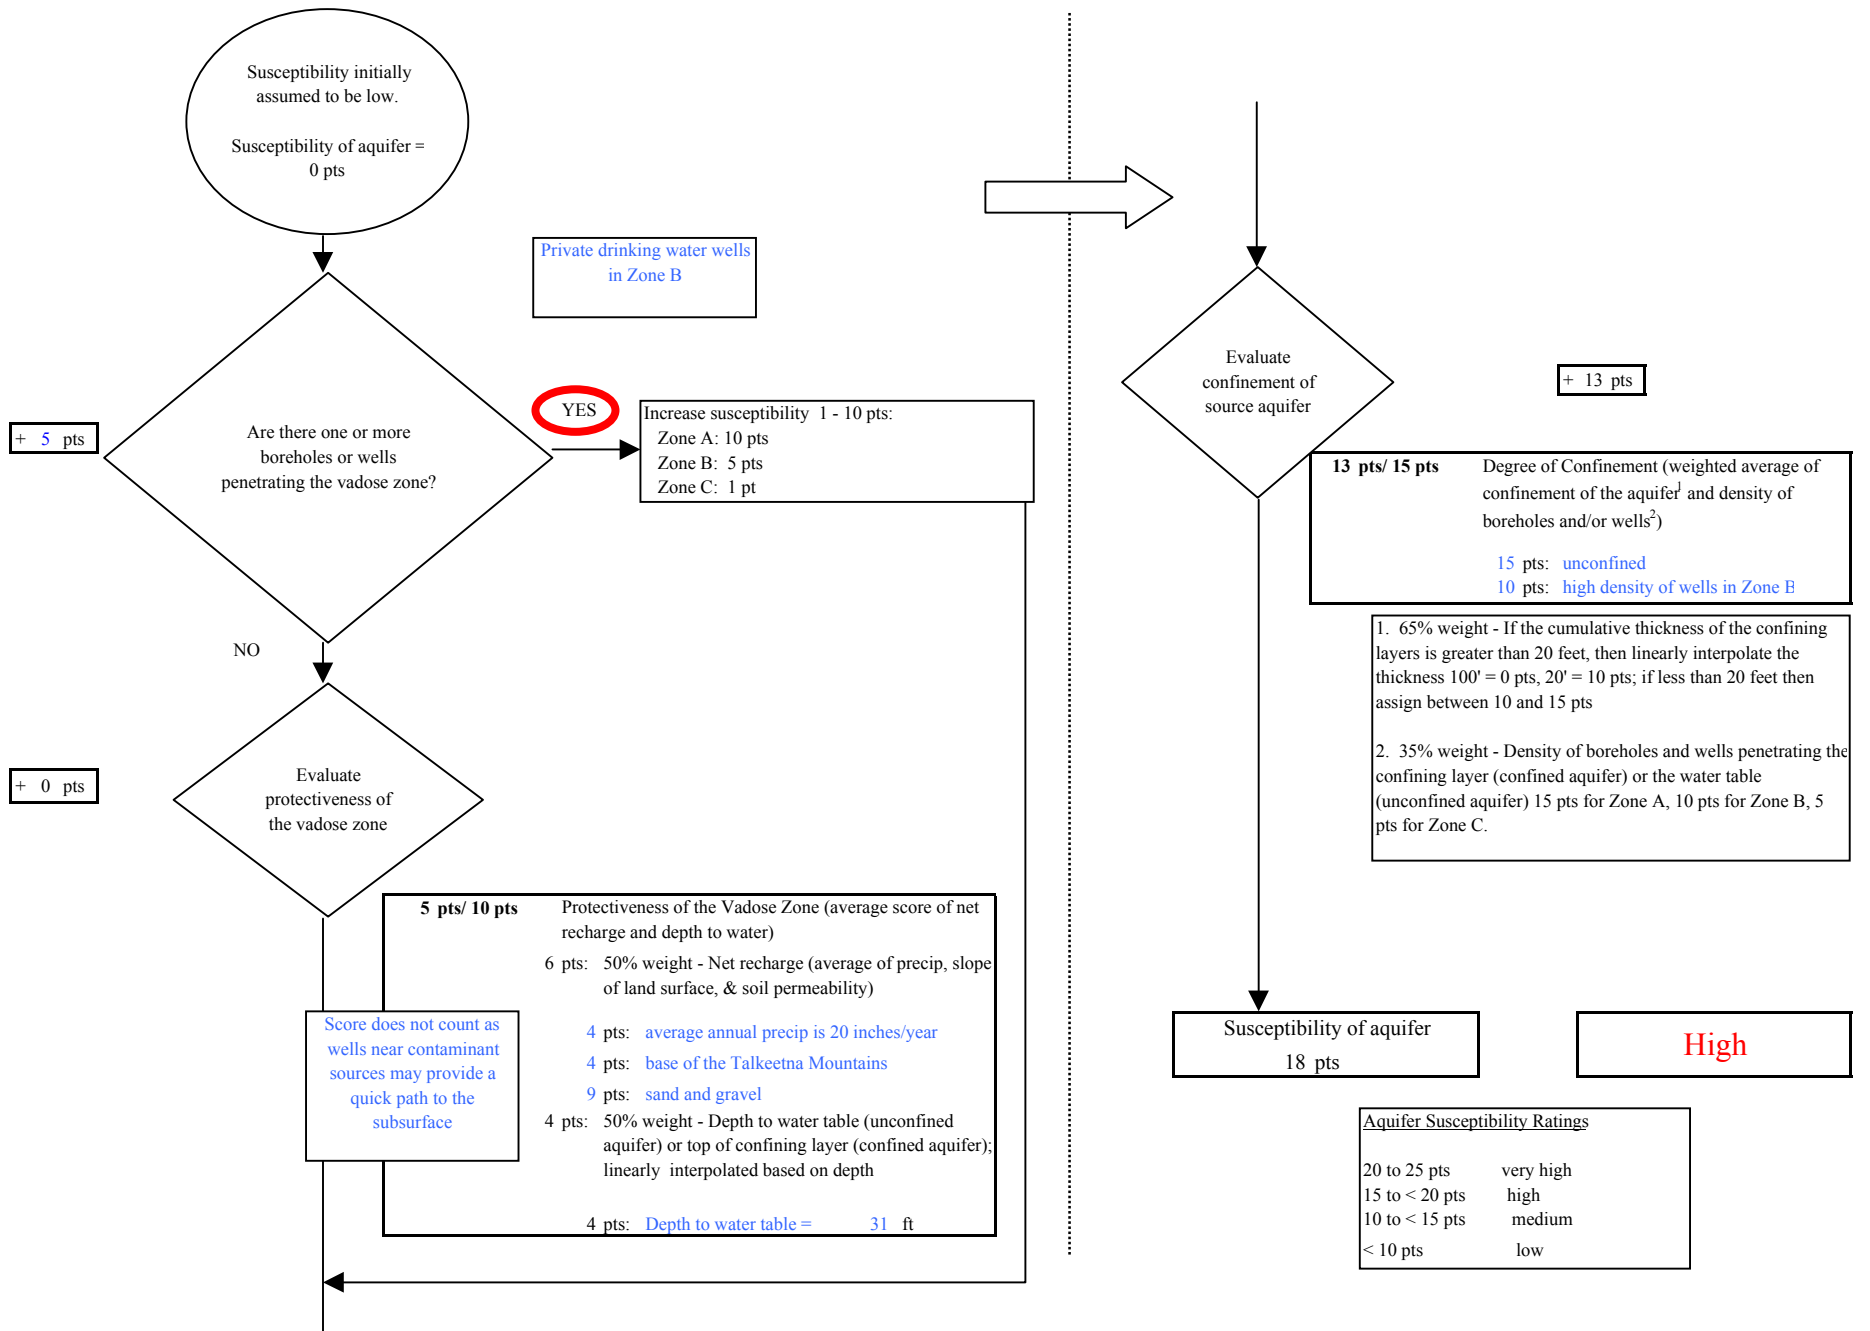 Susceptibility initially
assumed to be low.
Susceptibility of aquifer =
0 pts
Private drinking water wells
in Zone B
YES
+ 5 pts
Are there one or more
boreholes or wells
penetrating the vadose zone?
Increase susceptibility 1 - 10 pts:
Zone A: 10 pts
Zone B: 5 pts
Zone C: 1 pt
NO
+ 0 pts
Evaluate
protectiveness of
the vadose zone
5 pts/ 10 pts Protectiveness of the Vadose Zone (average score of net
recharge and depth to water)
6 pts: 50% weight - Net recharge (average of precip, slope
of land surface, & soil permeability)
4 pts: average annual precip is 20 inches/year
4 pts: base of the Talkeetna Mountains
9 pts: sand and gravel
4 pts: 50% weight - Depth to water table (unconfined
aquifer) or top of confining layer (confined aquifer);
linearly interpolated based on depth
4 pts: Depth to water table = 31 ft
Score does not count as
wells near contaminant
sources may provide a
quick path to the
subsurface
Evaluate
confinement of
source aquifer
+ 13 pts
13 pts/ 15 pts Degree of Confinement (weighted average of
confinement of the aquifer1 and density of
boreholes and/or wells2)
15 pts: unconfined
10 pts: high density of wells in Zone B
1. 65% weight - If the cumulative thickness of the confining
layers is greater than 20 feet, then linearly interpolate the
thickness 100' = 0 pts, 20' = 10 pts; if less than 20 feet then
assign between 10 and 15 pts
2. 35% weight - Density of boreholes and wells penetrating the
confining layer (confined aquifer) or the water table
(unconfined aquifer) 15 pts for Zone A, 10 pts for Zone B, 5
pts for Zone C.
Susceptibility of aquifer
18 pts
High
Aquifer Susceptibility Ratings
20 to 25 pts very high
15 to < 20 pts high
10 to < 15 pts medium
< 10 pts low